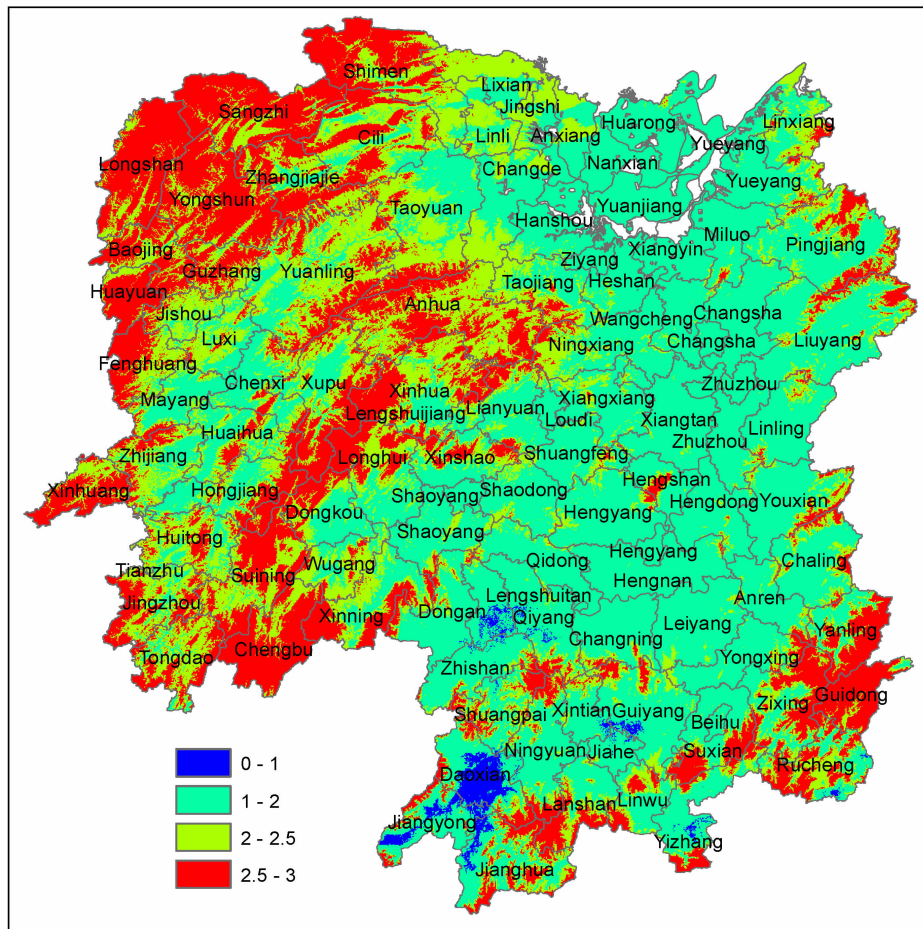 Shimen
Lixian
Jingshi
Sangzhi
Huarong
Linxiang
Cili
Linli
Anxiang
Yueyang
Longshan
Zhangjiajie
Changde
Nanxian
Yueyang
Yongshun
Taoyuan
Yuanjiang
Hanshou
Miluo
Baojing
Xiangyin
Pingjiang
Guzhang
Yuanling
Ziyang
Huayuan
Taojiang
Heshan
Anhua
Jishou
Wangcheng
Changsha
Luxi
Ningxiang
Changsha
Liuyang
Fenghuang
Chenxi
Xupu
Xinhua
Zhuzhou
Mayang
Lengshuijiang
Lianyuan
Xiangxiang
Loudi
Xiangtan
Linling
Huaihua
Zhuzhou
Zhijiang
Longhui
Xinshao
Shuangfeng
Xinhuang
Hengshan
Hongjiang
Shaoyang
Shaodong
Hengdong
Youxian
Dongkou
Hengyang
Huitong
Shaoyang
Hengyang
Tianzhu
Wugang
Qidong
Chaling
Suining
Hengnan
Jingzhou
Lengshuitan
Anren
Xinning
Dongan
Qiyang
Leiyang
Yanling
Chengbu
Changning
Tongdao
Zhishan
Yongxing
Guidong
Zixing
Shuangpai
Xintian
Guiyang
Beihu
Ningyuan
Jiahe
Suxian
Rucheng
0 - 1
Daoxian
1 - 2
Lanshan
Linwu
Jiangyong
2 - 2.5
Yizhang
Jianghua
2.5 - 3